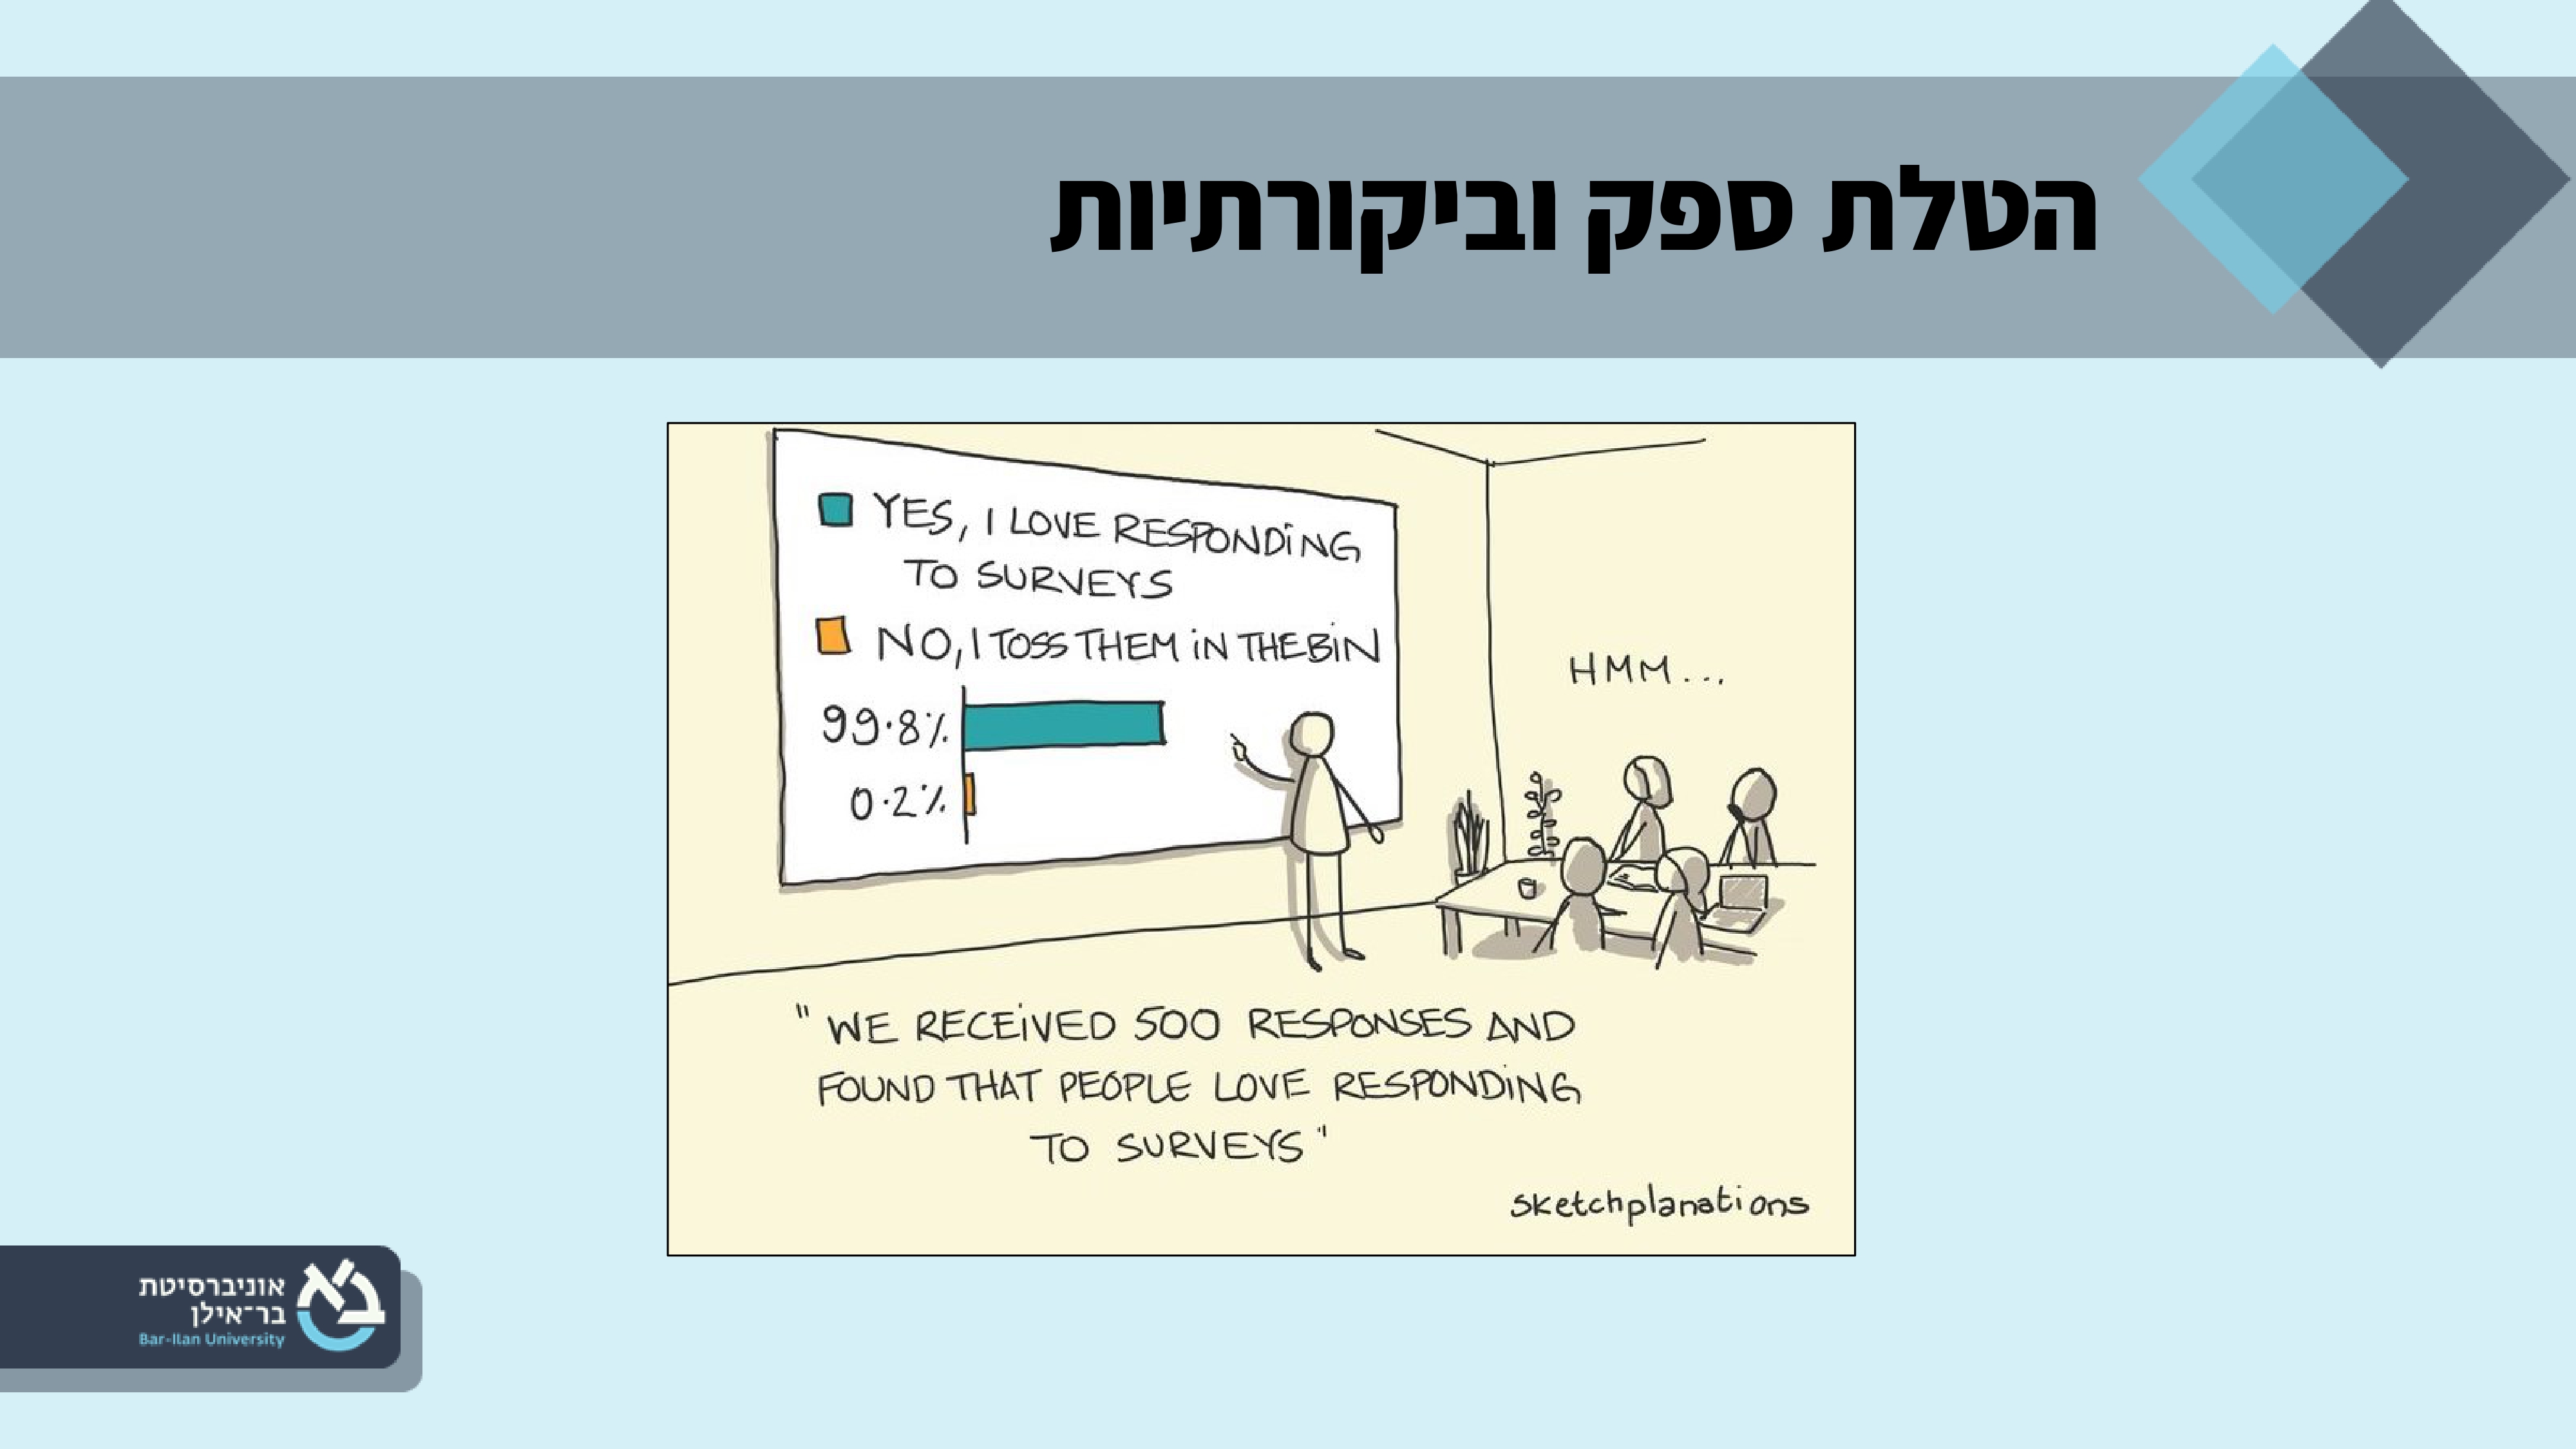 הטלת ספק וביקורתיות
YES, I LOVE RESPONDING
TO SURVEYS
NO, I TOSS THEM IN THE BIN
99.8%
0.2%
HMM...
"WE RECEIVED 500 RESPONSES AND
FOUND THAT PEOPLE LOVE RESPONDING
TO SURVEYS"
sketchplanations
אוניברסיטת
בר־אילן
Bar-Ilan University